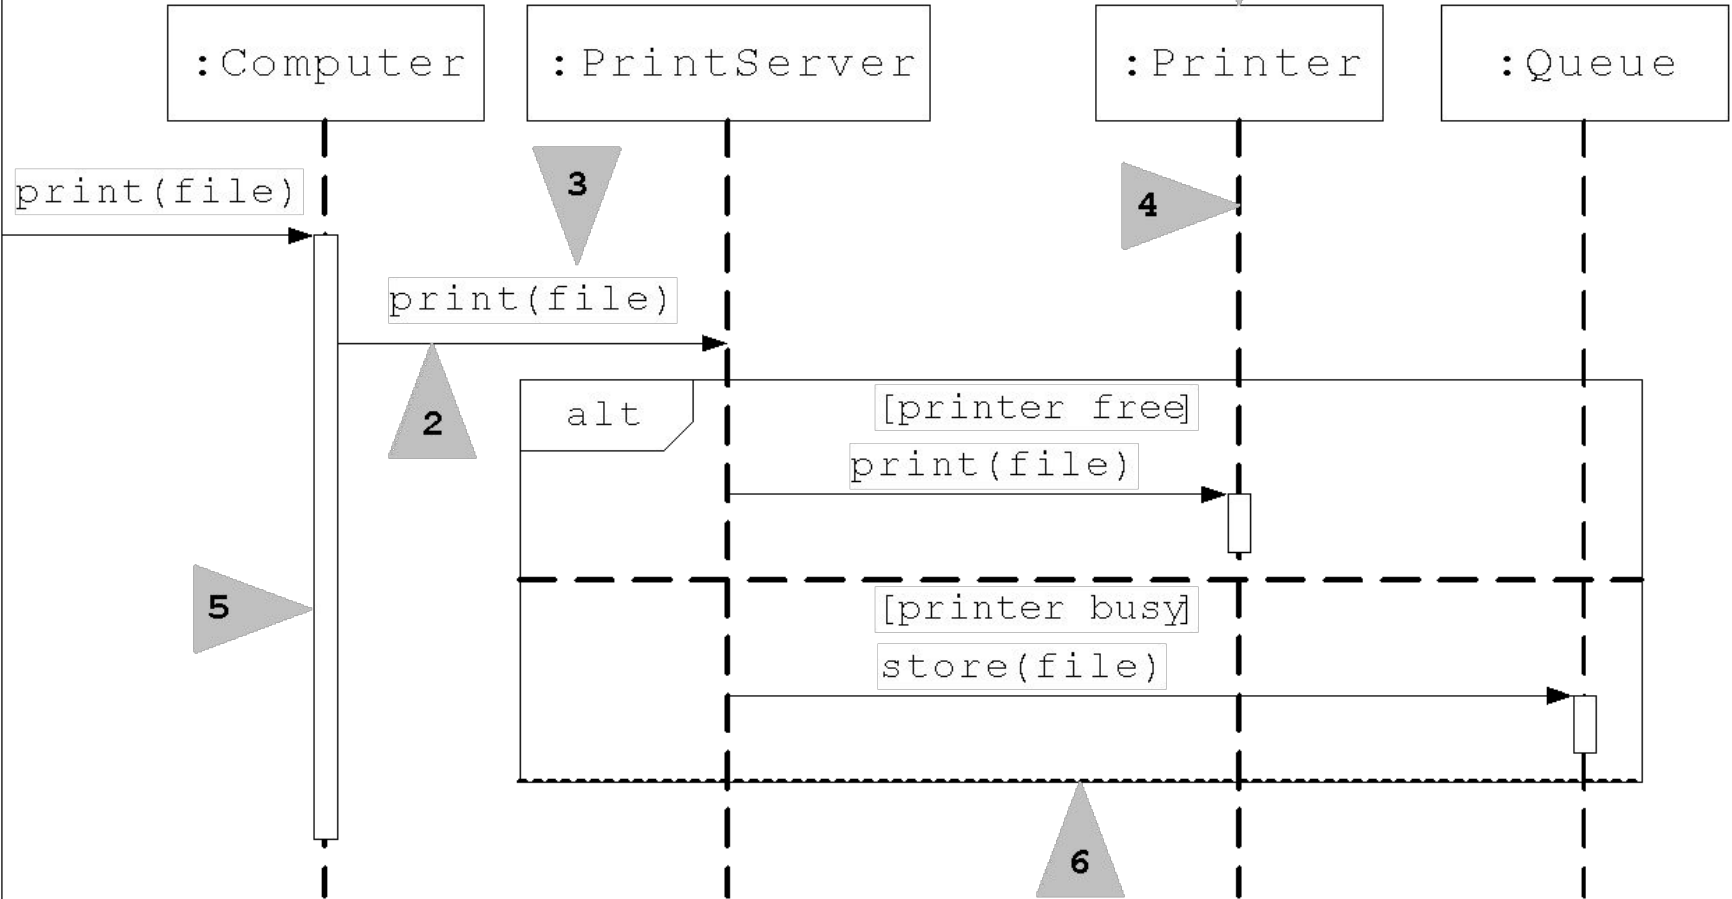 :Computer
:PrintServer
:Printer
:Queue
print(file)
3
4
print(file)
2
alt
[printer free]
print(file)
5
[printer busy]
store(file)
6